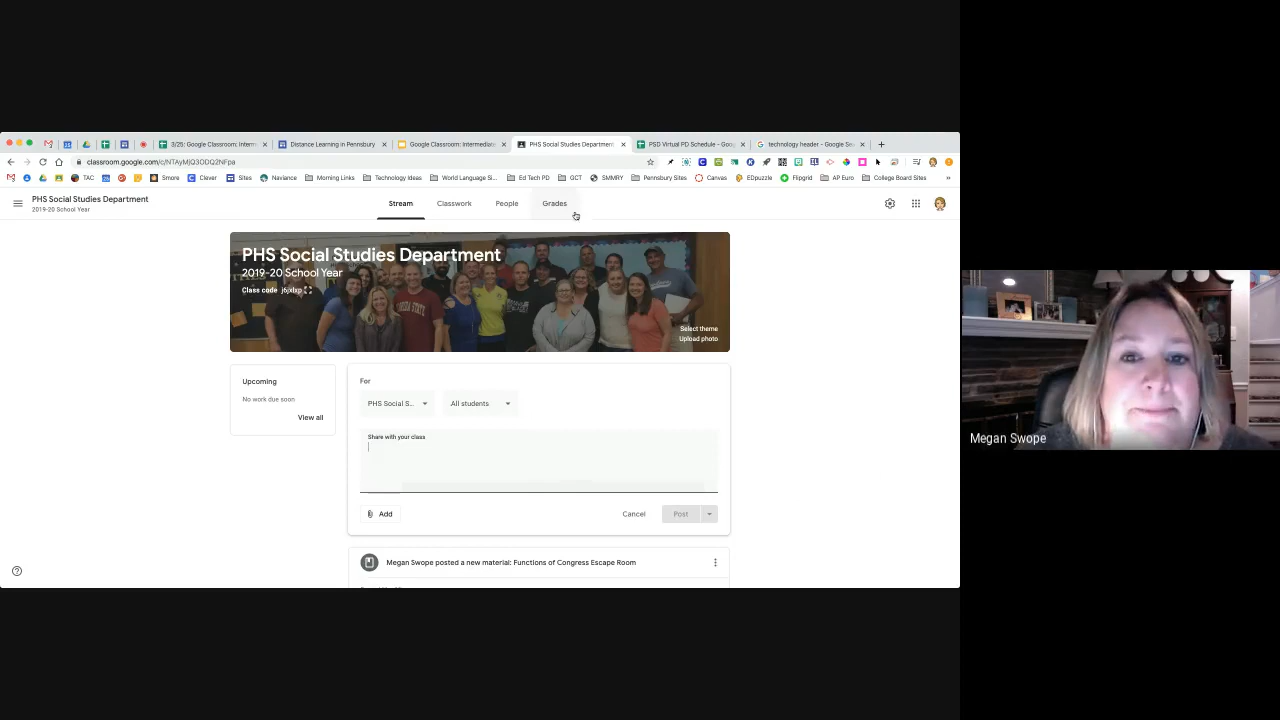 3/25: Google Classroom: Interm
Distance Learning in Pennsbury
Google Classroom: Intermediate
PHS Social Studies Department
PSD Virtual PD Schedule - Goo
technology header - Google Se
classroom.google.com/c/NTAyMjQ3ODQ2NFpa
TAC
Smore
Clever
Sites
Naviance
Morning Links
Technology Ideas
World Language Si...
Ed Tech PD
GCT
SMMRY
Pennsbury Sites
Canvas
EDpuzzle
Flipgrid
AP Euro
College Board Sites
PHS Social Studies Department
2019-20 School Year
Stream
Classwork
People
Grades
PHS Social Studies Department
2019-20 School Year
Class code j6jxlxp
Select theme
Upload photo
Upcoming
No work due soon
View all
For
PHS Social S...
All students
Share with your class
Add
Cancel
Post
Megan Swope posted a new material: Functions of Congress Escape Room
Megan Swope